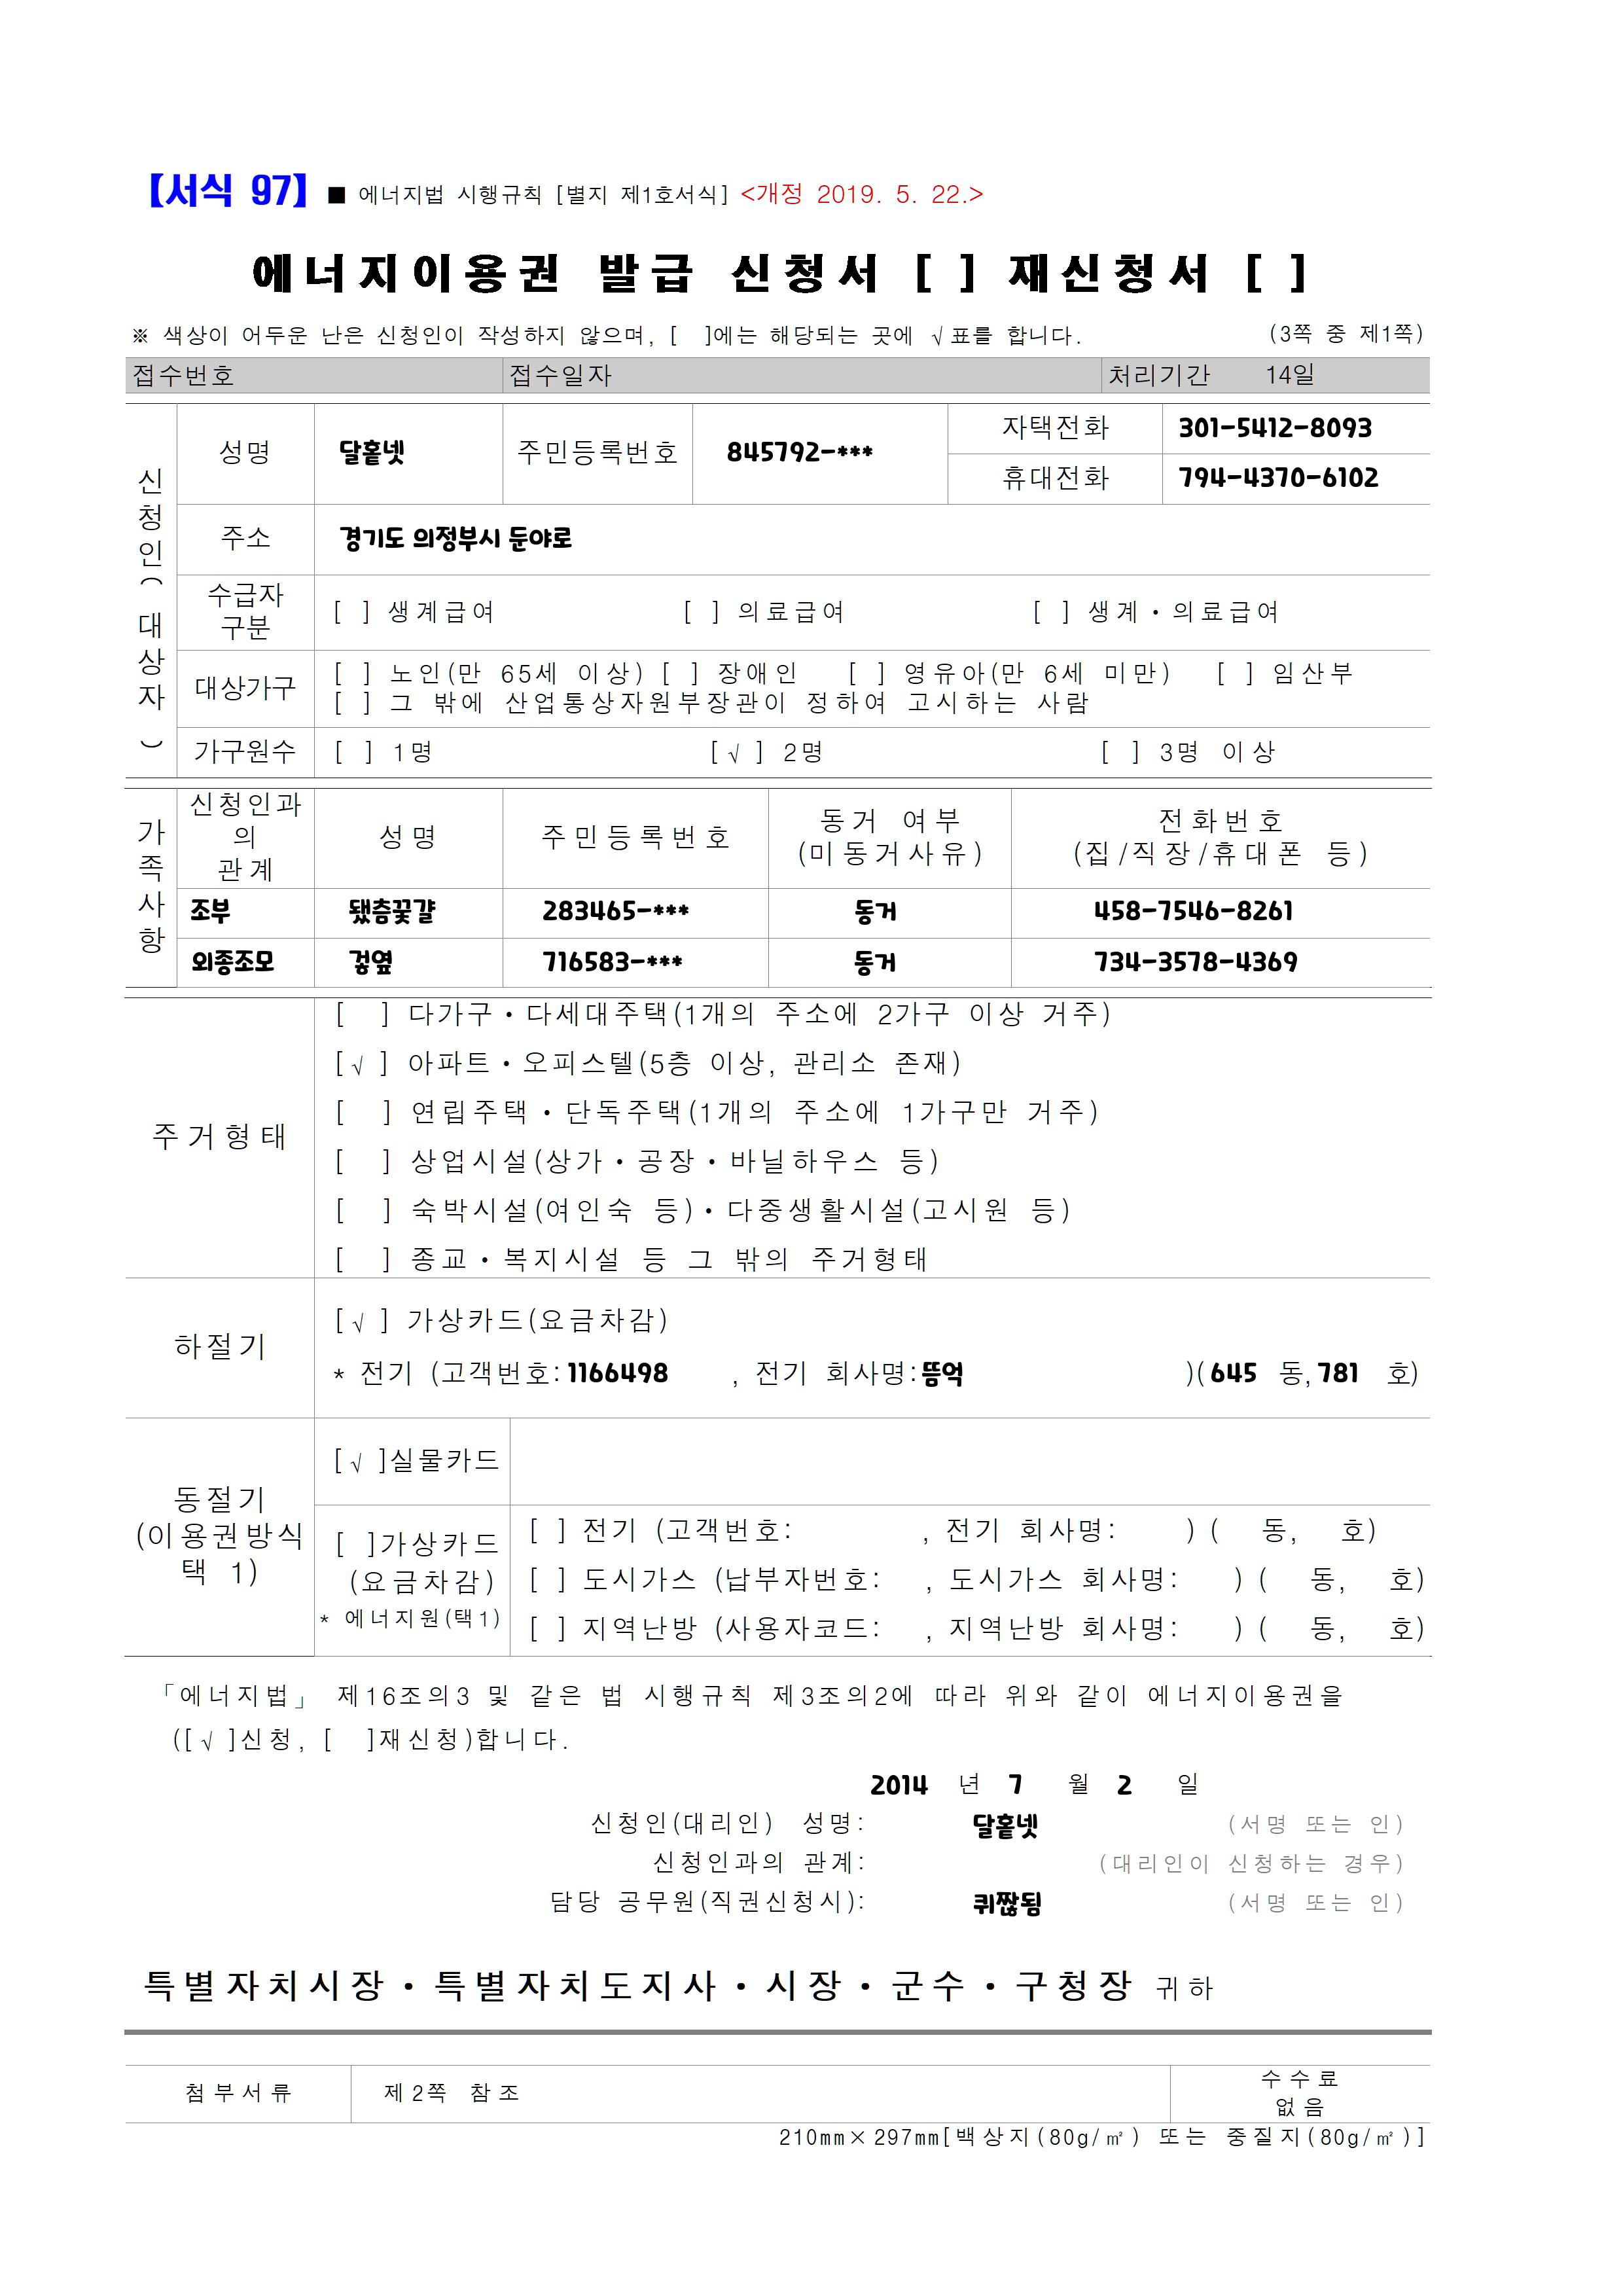 【서식 97】 ■ 에너지법 시행규칙 [별지 제1호서식] <개정 2019. 5. 22.>
에너지이용권 발급 신청서 [ ] 재신청서 [ ]
※ 색상이 어두운 난은 신청인이 작성하지 않으며, [ ]에는 해당되는 곳에 √표를 합니다. (3쪽 중 제1쪽)
접수번호 접수일자 처리기간 14일
신청인(대상자)
성명 달홑넷 주민등록번호 845792-***
자택전화 301-5412-8093
휴대전화 794-4370-6102
주소 경기도 의정부시 둔야로
수급자
구분
[ ] 생계급여 [ ] 의료급여 [ ] 생계·의료급여
대상가구
[ ] 노인(만 65세 이상) [ ] 장애인 [ ] 영유아(만 6세 미만) [ ] 임산부
[ ] 그 밖에 산업통상자원부장관이 정하여 고시하는 사람
가구원수 [ ] 1명 [√ ] 2명 [ ] 3명 이상
가족사항
신청인과
의
관계
성명 주민등록번호
동거 여부
(미동거사유)
전화번호
(집/직장/휴대폰 등)
조부 됐츰꽃걀 283465-*** 동거 458-7546-8261
외종조모 겋옆 716583-*** 동거 734-3578-4369
주거형태
[ ] 다가구·다세대주택(1개의 주소에 2가구 이상 거주)
[√ ] 아파트·오피스텔(5층 이상, 관리소 존재)
[ ] 연립주택·단독주택(1개의 주소에 1가구만 거주)
[ ] 상업시설(상가·공장·바닐하우스 등)
[ ] 숙박시설(여인숙 등)·다중생활시설(고시원 등)
[ ] 종교·복지시설 등 그 밖의 주거형태
하절기
[√ ] 가상카드(요금차감)
* 전기 (고객번호: 1166498 , 전기 회사명: 뜸억 )( 645 동, 781 호)
동절기
(이용권방식
택 1)
[√ ]실물카드
[ ]가상카드
(요금차감)
* 에너지원(택1)
[ ] 전기 (고객번호: , 전기 회사명: ) ( 동, 호)
[ ] 도시가스 (납부자번호: , 도시가스 회사명: ) ( 동, 호)
[ ] 지역난방 (사용자코드: , 지역난방 회사명: ) ( 동, 호)
「에너지법」 제16조의3 및 같은 법 시행규칙 제3조의2에 따라 위와 같이 에너지이용권을
([√ ]신청, [ ]재신청)합니다.
2014 년 7 월 2 일
신청인(대리인) 성명: 달홑넷 (서명 또는 인)
신청인과의 관계: (대리인이 신청하는 경우)
담당 공무원(직권신청시): 퀴짢됨 (서명 또는 인)
특별자치시장·특별자치도지사·시장·군수·구청장 귀하
첨부서류 제2쪽 참조
수수료
없음
210mm×297mm[백상지(80g/㎡) 또는 중질지(80g/㎡)]